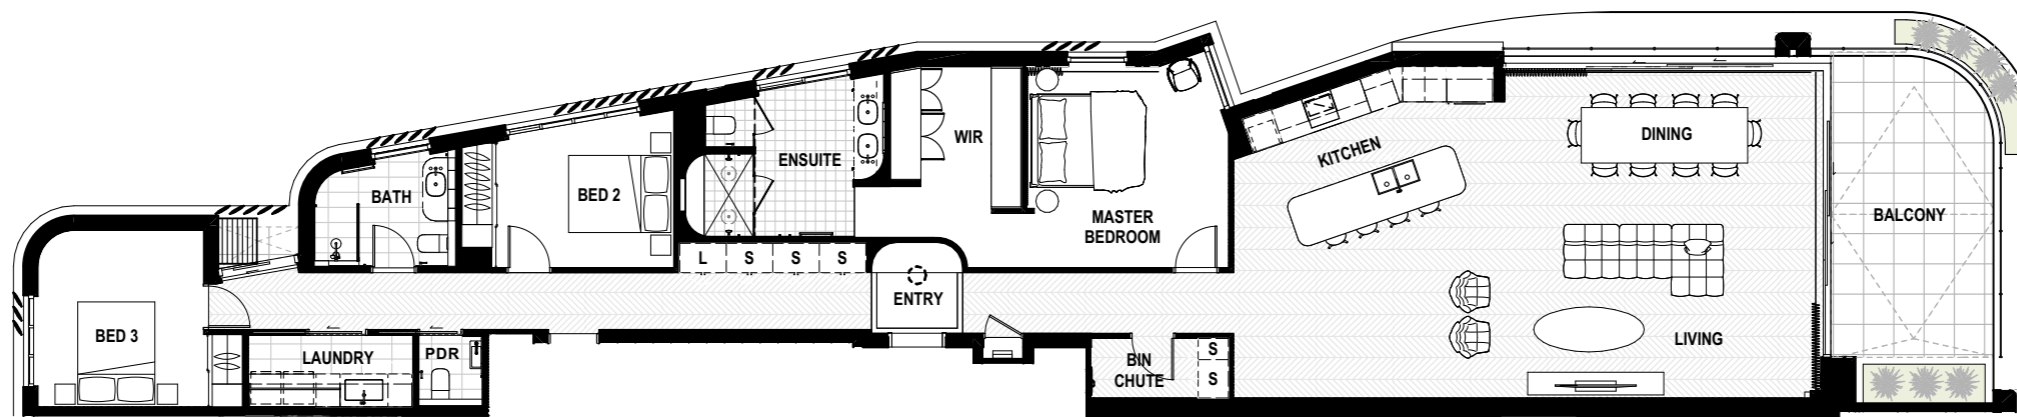 BED 3
LAUNDRY
PDR
BATH
BED 2
L S S S
ENSUITE
WIR
ENTRY
MASTER
BEDROOM
BIN
CHUTE
S
S
KITCHEN
DINING
LIVING
BALCONY